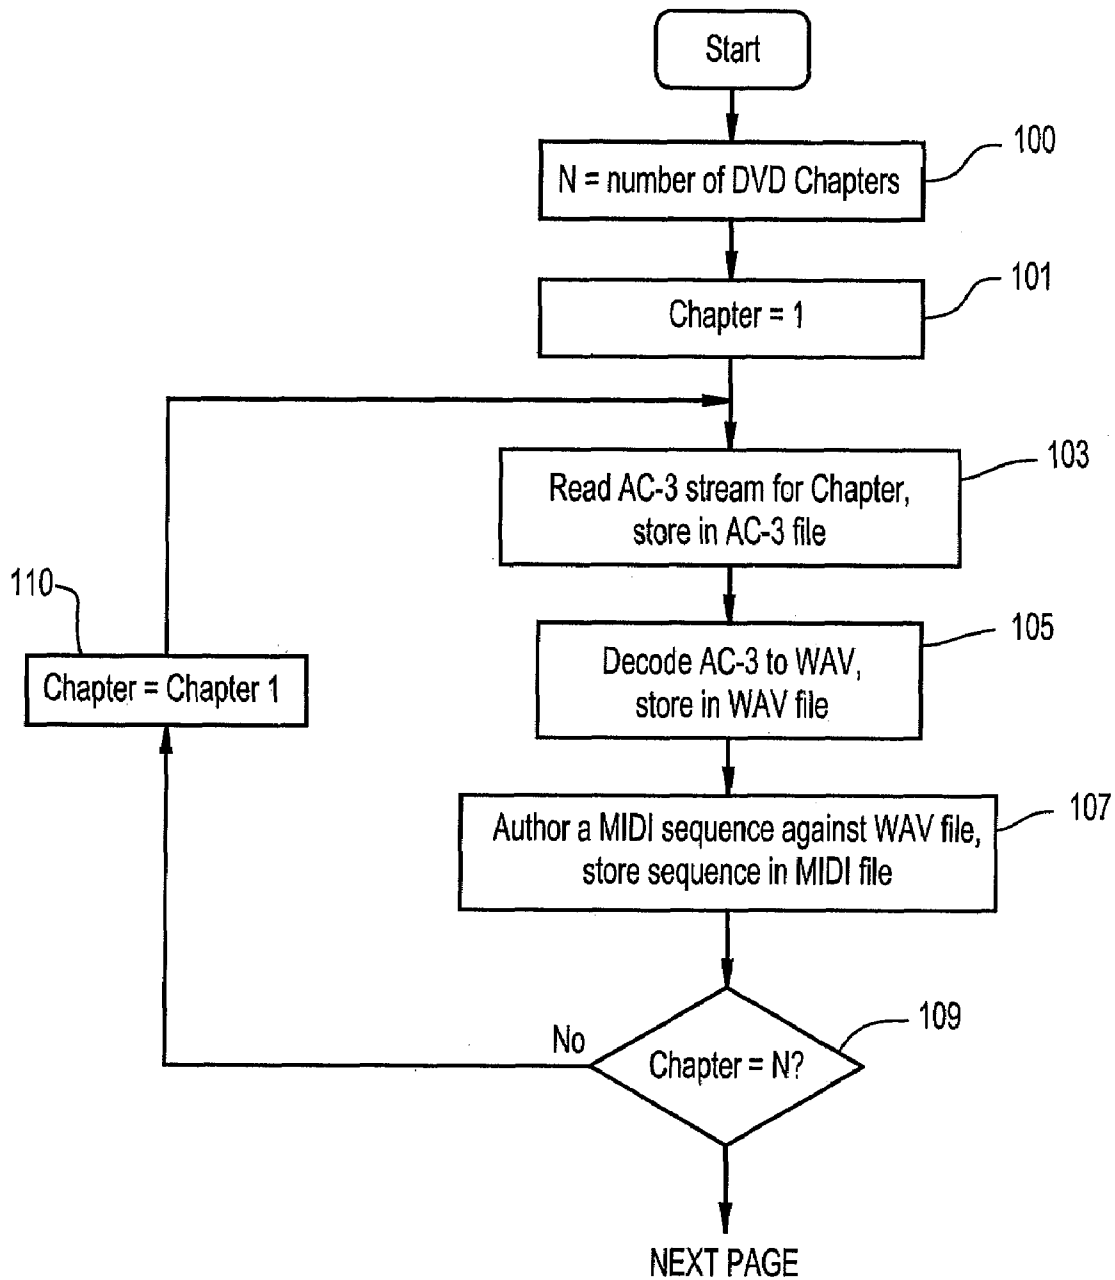 Start
100
N = number of DVD Chapters
101
Chapter = 1
103
Read AC-3 stream for Chapter,
store in AC-3 file
110
105
Chapter = Chapter 1
Decode AC-3 to WAV,
store in WAV file
107
Author a MIDI sequence against WAV file,
store sequence in MIDI file
109
No
Chapter = N?
NEXT PAGE